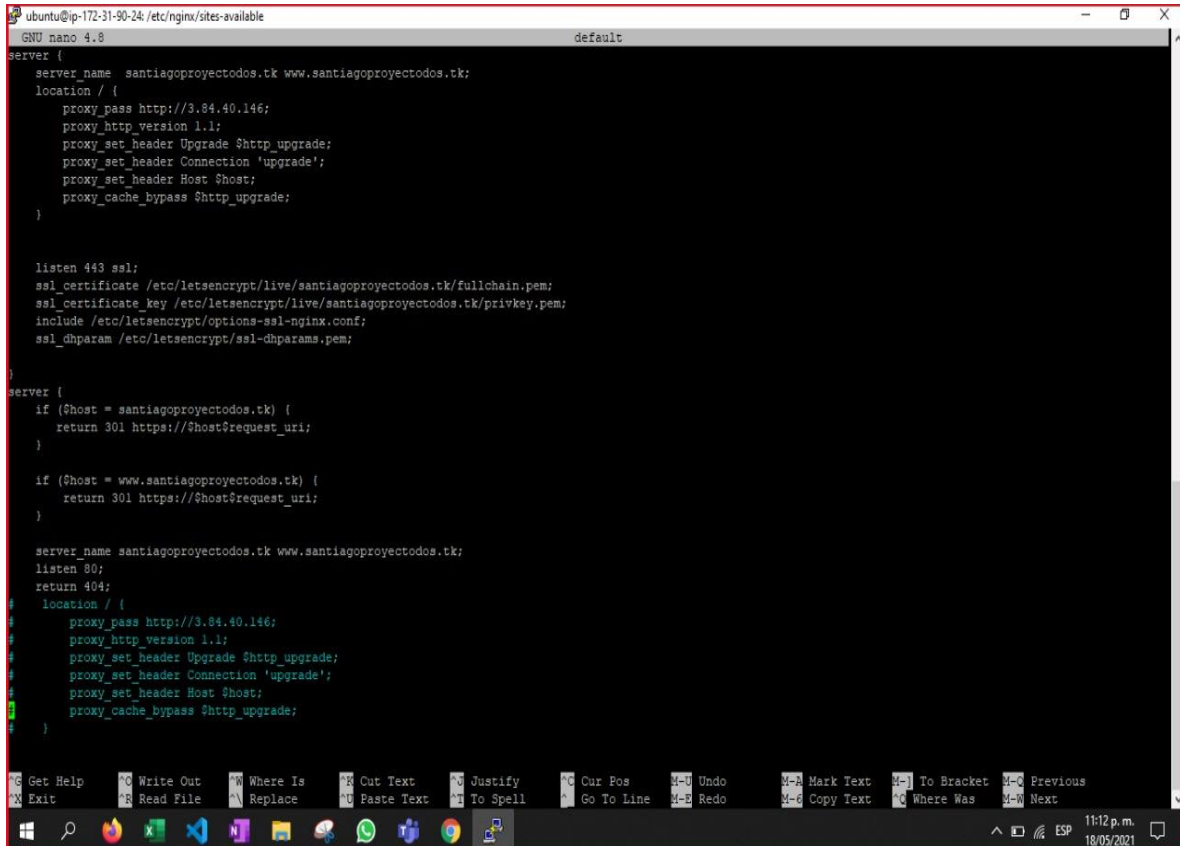 ubuntu@ip-172-31-90-24: /etc/nginx/sites-available
GNU nano 4.8 default
server {
    server_name  santiagoproyectodos.tk www.santiagoproyectodos.tk;
    location / {
        proxy_pass http://3.84.40.146;
        proxy_http_version 1.1;
        proxy_set_header Upgrade $http_upgrade;
        proxy_set_header Connection 'upgrade';
        proxy_set_header Host $host;
        proxy_cache_bypass $http_upgrade;
    }
    listen 443 ssl;
    ssl_certificate /etc/letsencrypt/live/santiagoproyectodos.tk/fullchain.pem;
    ssl_certificate_key /etc/letsencrypt/live/santiagoproyectodos.tk/privkey.pem;
    include /etc/letsencrypt/options-ssl-nginx.conf;
    ssl_dhparam /etc/letsencrypt/ssl-dhparams.pem;
}
server {
    if ($host = santiagoproyectodos.tk) {
       return 301 https://$host$request_uri;
    }
    if ($host = www.santiagoproyectodos.tk) {
        return 301 https://$host$request_uri;
    }
    server_name santiagoproyectodos.tk www.santiagoproyectodos.tk;
    listen 80;
    return 404;
#    location / {
#        proxy_pass http://3.84.40.146;
#        proxy_http_version 1.1;
#        proxy_set_header Upgrade $http_upgrade;
#        proxy_set_header Connection 'upgrade';
#        proxy_set_header Host $host;
#        proxy_cache_bypass $http_upgrade;
#    }
^G Get Help ^O Write Out ^W Where Is ^K Cut Text ^J Justify ^C Cur Pos M-U Undo M-A Mark Text M-] To Bracket M-Q Previous
^X Exit ^R Read File ^\ Replace ^U Paste Text ^T To Spell ^_ Go To Line M-E Redo M-6 Copy Text ^Q Where Was M-W Next
ESP 11:12 p. m.
18/05/2021